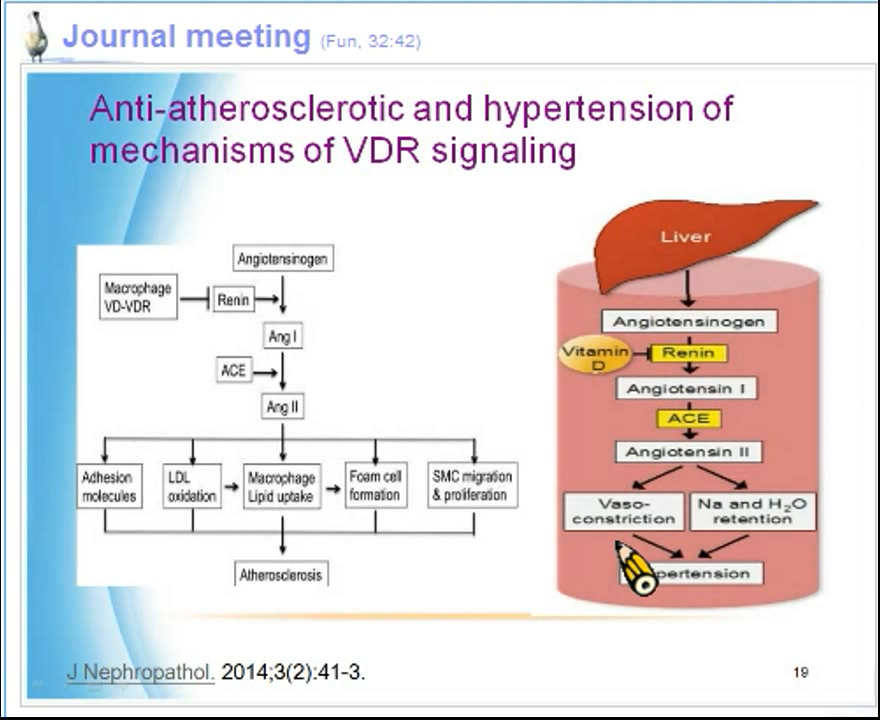 Journal meeting (Fun, 32:42)
Anti-atherosclerotic and hypertension of
mechanisms of VDR signaling
Angiotensinogen
Macrophage
VD-VDR
Renin
Ang I
ACE
Ang II
Adhesion
molecules
LDL
oxidation
Macrophage
Lipid uptake
Foam cell
formation
SMC migration
& proliferation
Atherosclerosis
Liver
Angiotensinogen
Vitamin
D
Renin
Angiotensin I
ACE
Angiotensin II
Vaso-
constriction
Na and H₂O
retention
pertension
J Nephropathol. 2014;3(2):41-3.
19